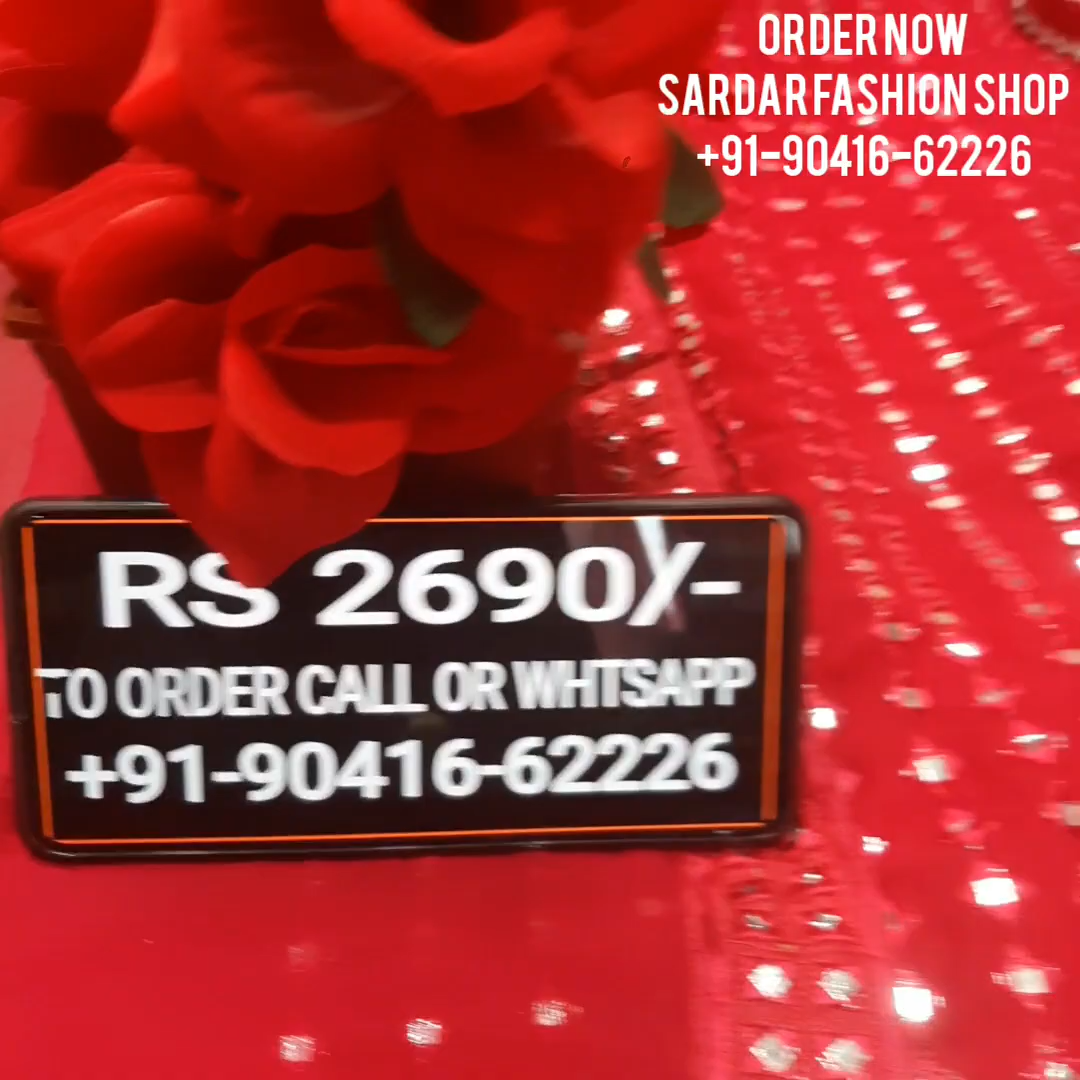 ORDER NOW
SARDAR FASHION SHOP
+91-90416-62226
RS 2690/-
TO ORDER CALL OR WHTSAPP
+91-90416-62226